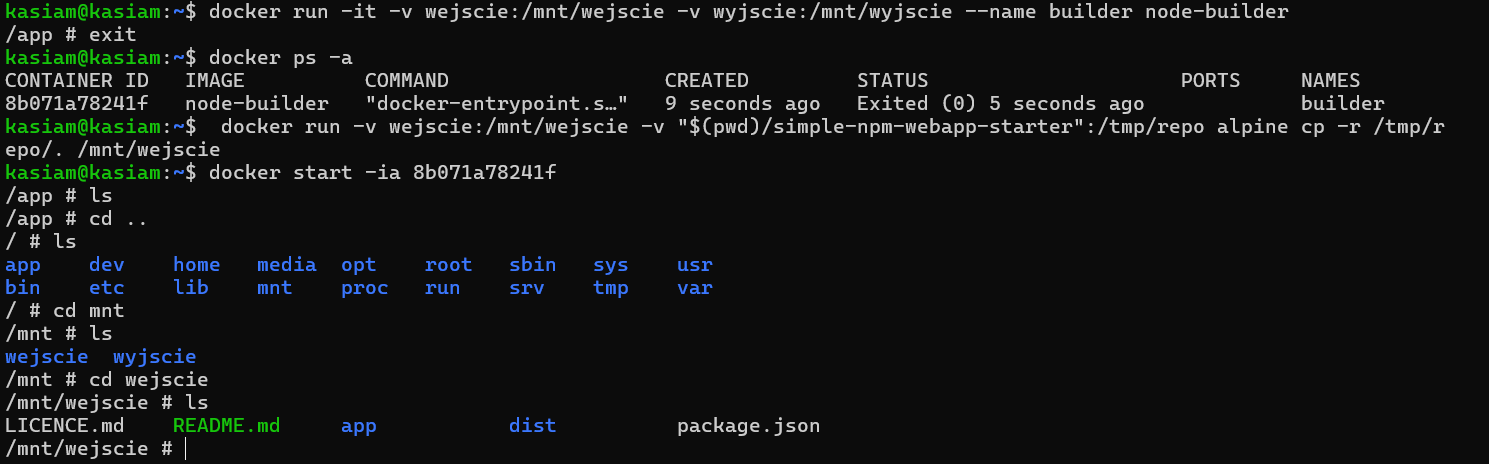 kasiam@kasiam:~$ docker run -it -v wejscie:/mnt/wejscie -v wyjscie:/mnt/wyjscie --name builder node-builder
/app # exit
kasiam@kasiam:~$ docker ps -a
CONTAINER ID   IMAGE          COMMAND                  CREATED         STATUS                     PORTS     NAMES
8b071a78241f   node-builder   "docker-entrypoint.s…"   9 seconds ago   Exited (0) 5 seconds ago             builder
kasiam@kasiam:~$  docker run -v wejscie:/mnt/wejscie -v "$(pwd)/simple-npm-webapp-starter":/tmp/repo alpine cp -r /tmp/r
epo/. /mnt/wejscie
kasiam@kasiam:~$ docker start -ia 8b071a78241f
/app # ls
/app # cd ..
/ # ls
app    dev    home   media  opt    root   sbin   sys    usr
bin    etc    lib    mnt    proc   run    srv    tmp    var
/ # cd mnt
/mnt # ls
wejscie  wyjscie
/mnt # cd wejscie
/mnt/wejscie # ls
LICENCE.md    README.md     app           dist          package.json
/mnt/wejscie #